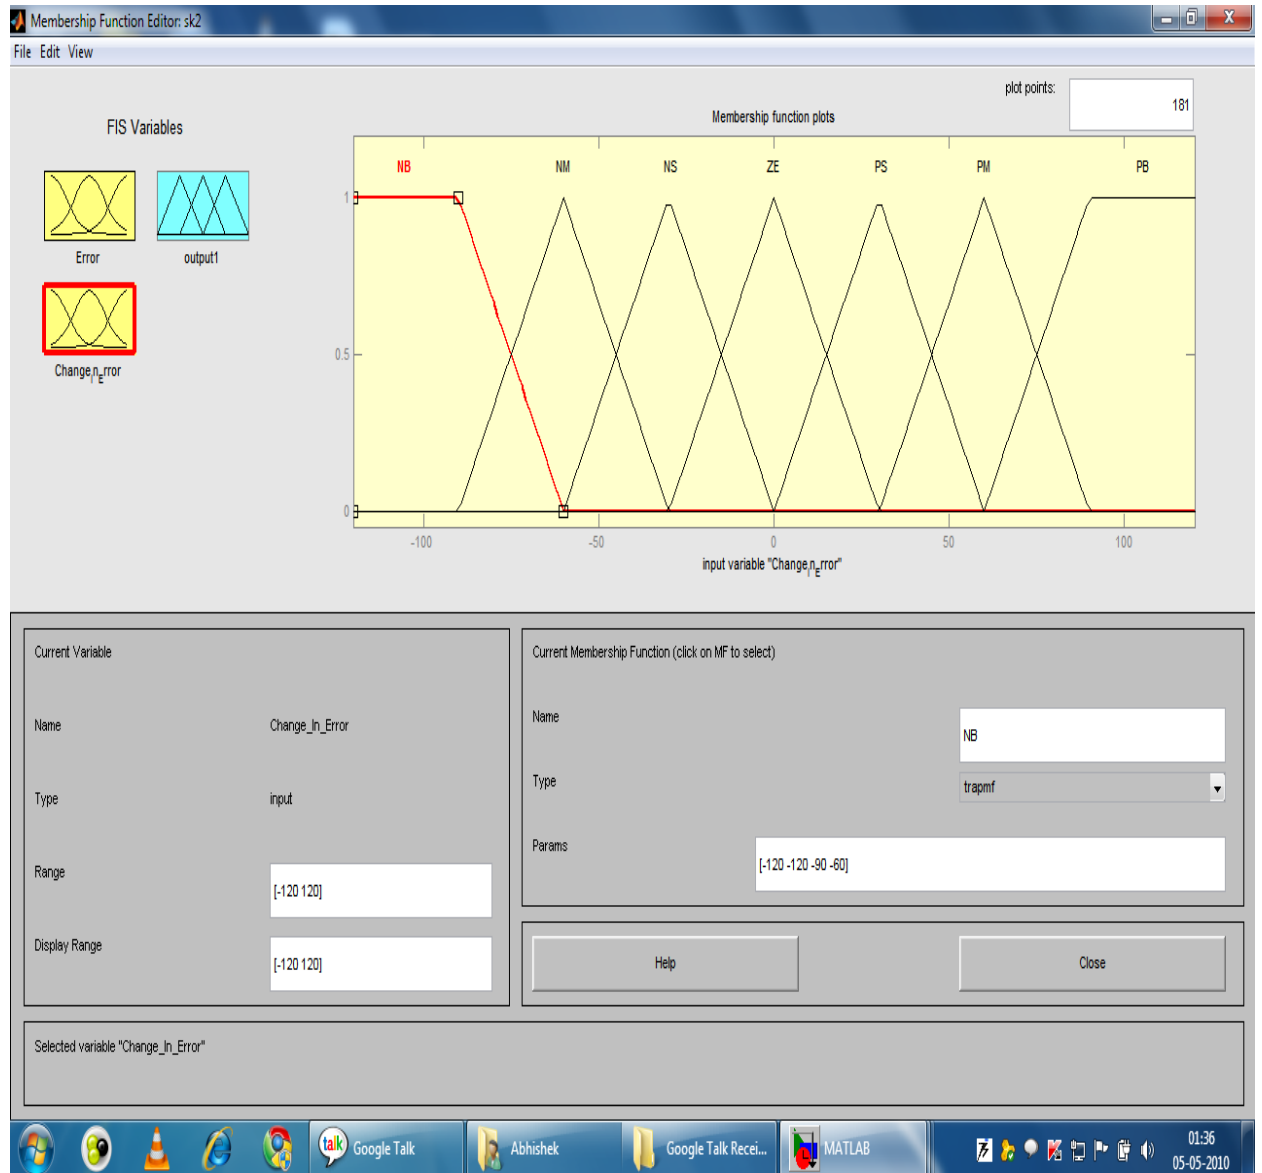 Membership Function Editor: sk2
File Edit View
plot points:
181
FIS Variables
Membership function plots
Error
output1
Change_In_Error
NB
NM
NS
ZE
PS
PM
PB
1
0.5
0
-100
-50
0
50
100
input variable "Change_In_Error"
Current Variable
Name
Change_In_Error
Type
input
Range
[-120 120]
Display Range
[-120 120]
Current Membership Function (click on MF to select)
Name
NB
Type
trapmf
Params
[-120 -120 -90 -60]
Help
Close
Selected variable "Change_In_Error"
talk
Google Talk
Abhishek
Google Talk Recei...
MATLAB
01:36
05-05-2010